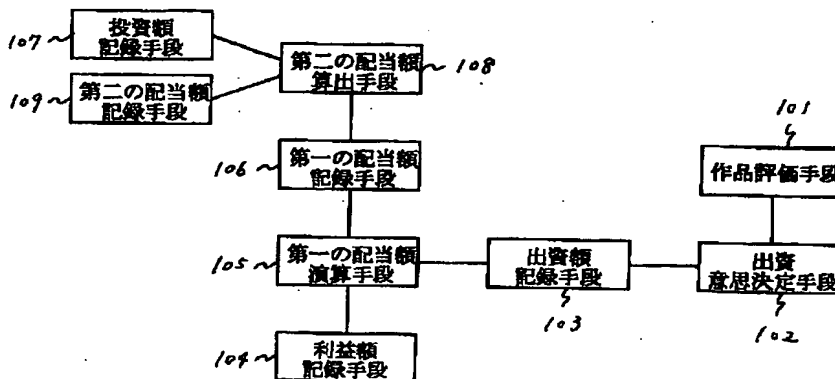 107
投資額
記録手段
第二の配当額
算出手段
108
109
第二の配当額
記録手段
101
106
第一の配当額
記録手段
作品評価手段
105
第一の配当額
演算手段
出資額
記録手段
出資
意思決定手段
103
102
104
利益額
記録手段